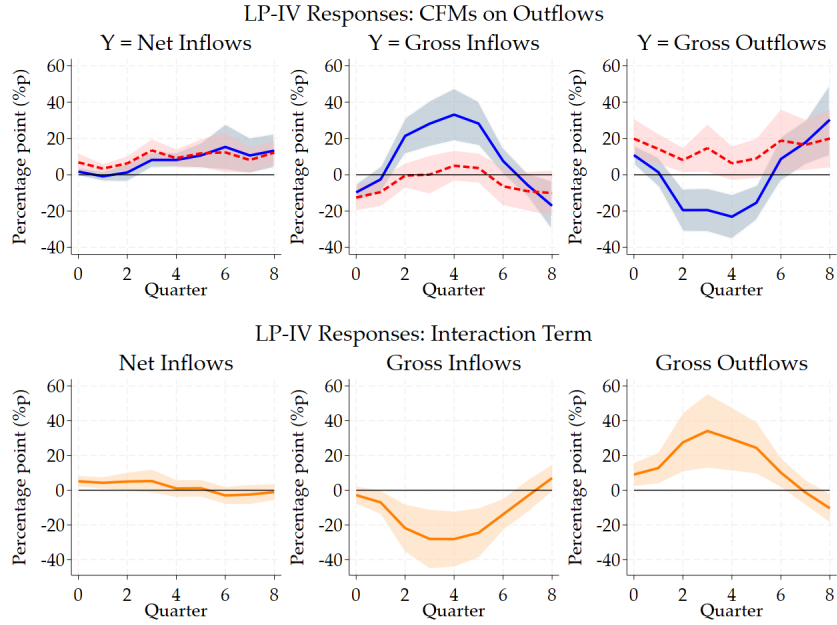 LP-IV Responses: CFMs on Outflows
Y = Net Inflows
Percentage point (%p)
60
40
20
0
-20
-40
0 2 4 6 8
Quarter
Y = Gross Inflows
Percentage point (%p)
60
40
20
0
-20
-40
0 2 4 6 8
Quarter
Y = Gross Outflows
Percentage point (%p)
60
40
20
0
-20
-40
0 2 4 6 8
Quarter
LP-IV Responses: Interaction Term
Net Inflows
Percentage point (%p)
60
40
20
0
-20
-40
0 2 4 6 8
Quarter
Gross Inflows
Percentage point (%p)
60
40
20
0
-20
-40
0 2 4 6 8
Quarter
Gross Outflows
Percentage point (%p)
60
40
20
0
-20
-40
0 2 4 6 8
Quarter